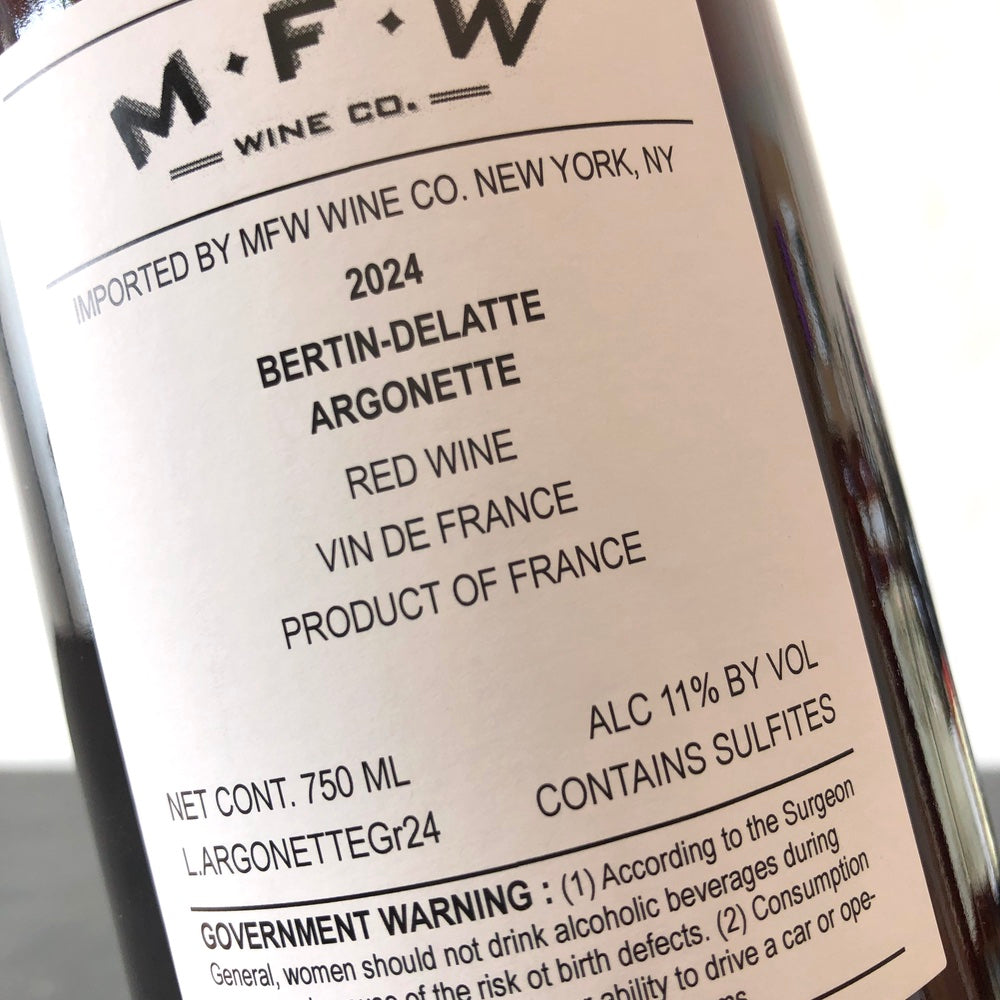 M · F · W
WINE CO.
IMPORTED BY MFW WINE CO. NEW YORK, NY
2024
BERTIN-DELATTE
ARGONETTE
RED WINE
VIN DE FRANCE
PRODUCT OF FRANCE
ALC 11% BY VOL
NET CONT. 750 ML
CONTAINS SULFITES
L.ARGONETTEGr24
GOVERNMENT WARNING : (1) According to the Surgeon
General, women should not drink alcoholic beverages during
of the risk ot birth defects. (2) Consumption
ability to drive a car or ope-